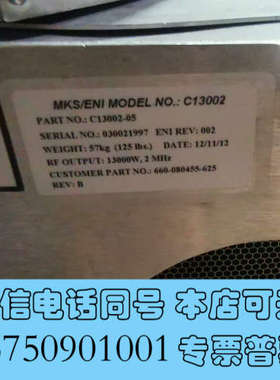 MKS/ENI MODEL NO.: C13002
PART NO.: C13002-05
SERIAL NO.: 030021997 ENI REV: 002
WEIGHT: 57kg (125 lbs.) DATE: 12/11/12
RF OUTPUT: 13000W, 2 MHz
CUSTOMER PART NO.: 660-080455-625
REV: B
信电话同号 本店可
3750901001 专票普